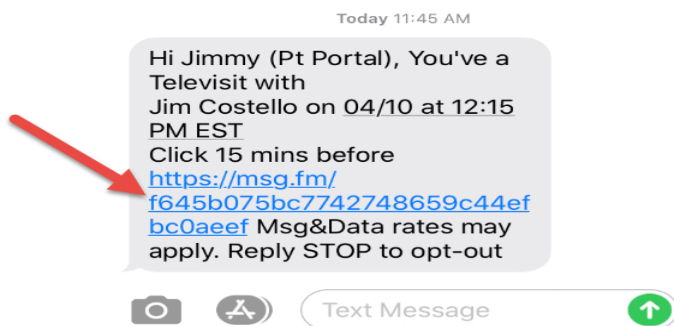 Today 11:45 AM
Hi Jimmy (Pt Portal), You've a
Televisit with
Jim Costello on 04/10 at 12:15
PM EST
Click 15 mins before
https://msg.fm/
f645b075bc7742748659c44ef
bc0aeef Msg&Data rates may
apply. Reply STOP to opt-out
Text Message